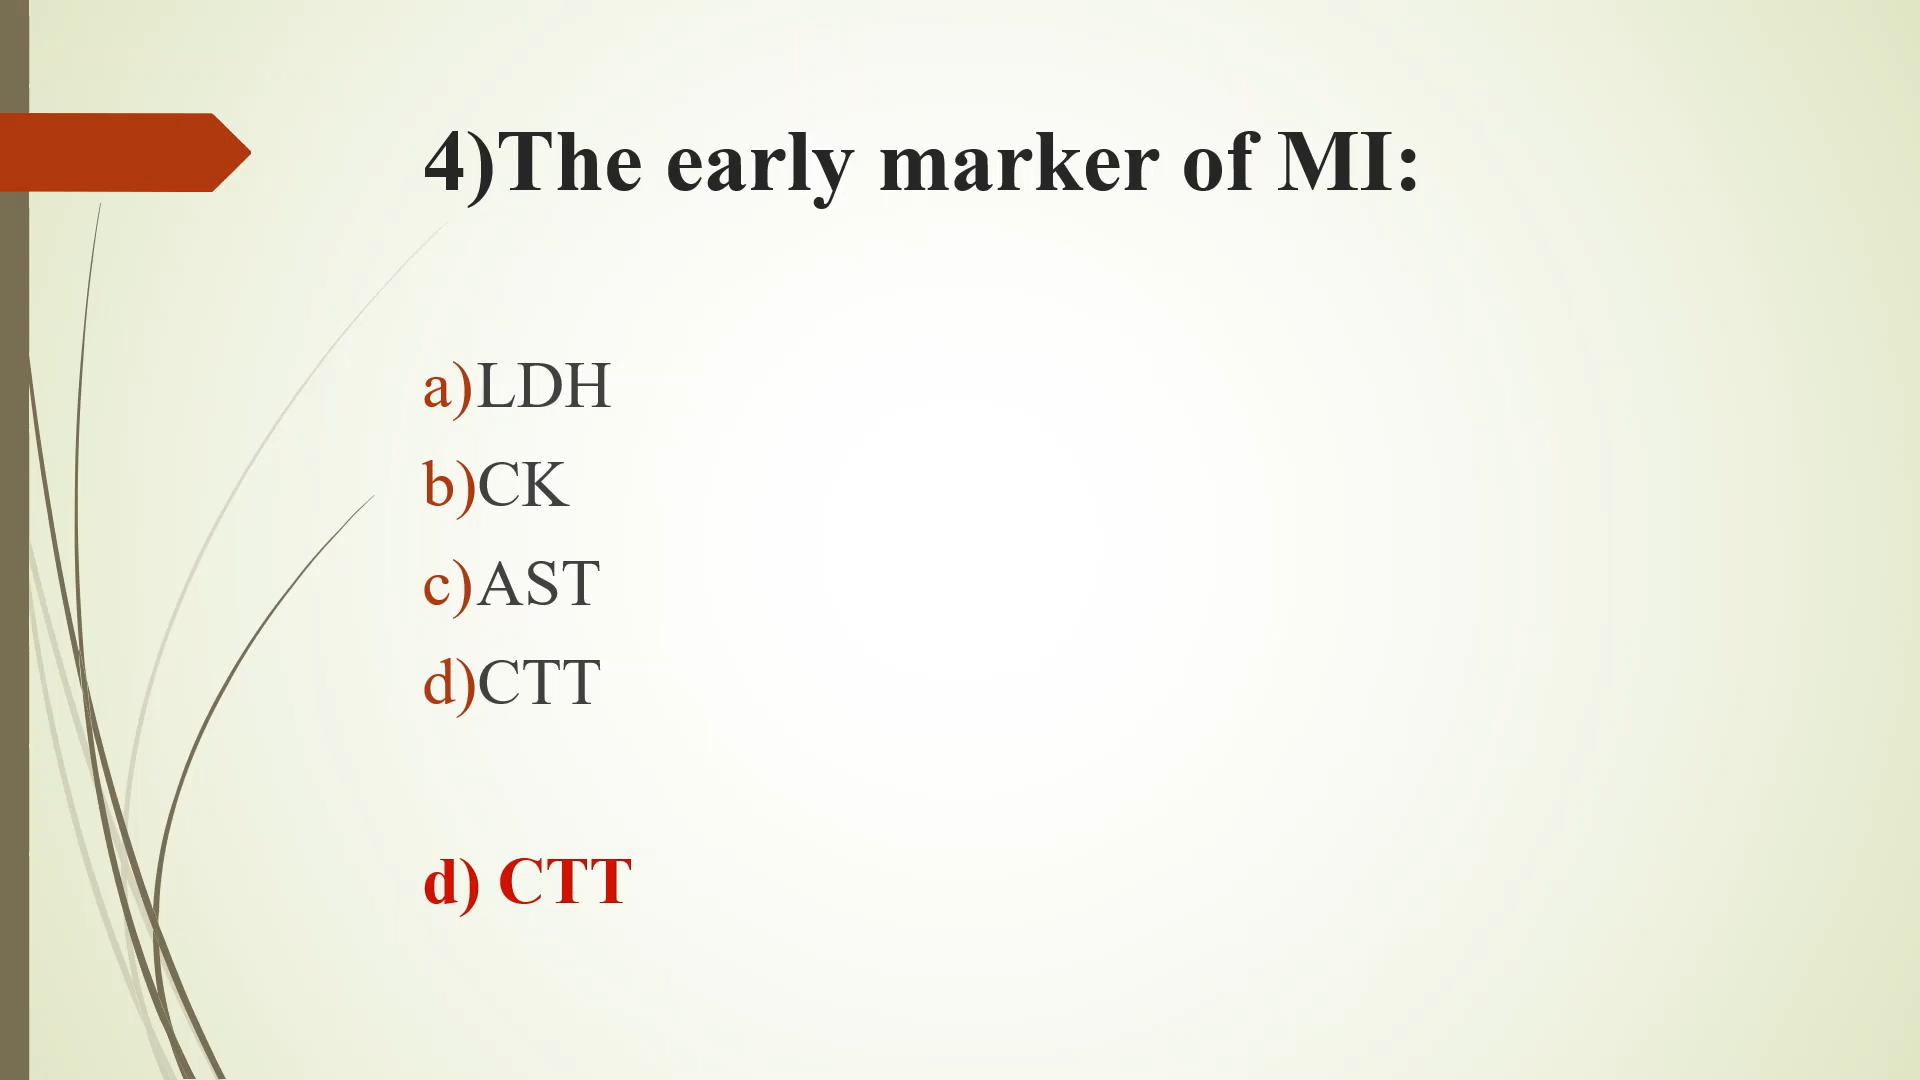 4)The early marker of MI:
a)LDH
b)CK
c)AST
d)CTT
d) CTT